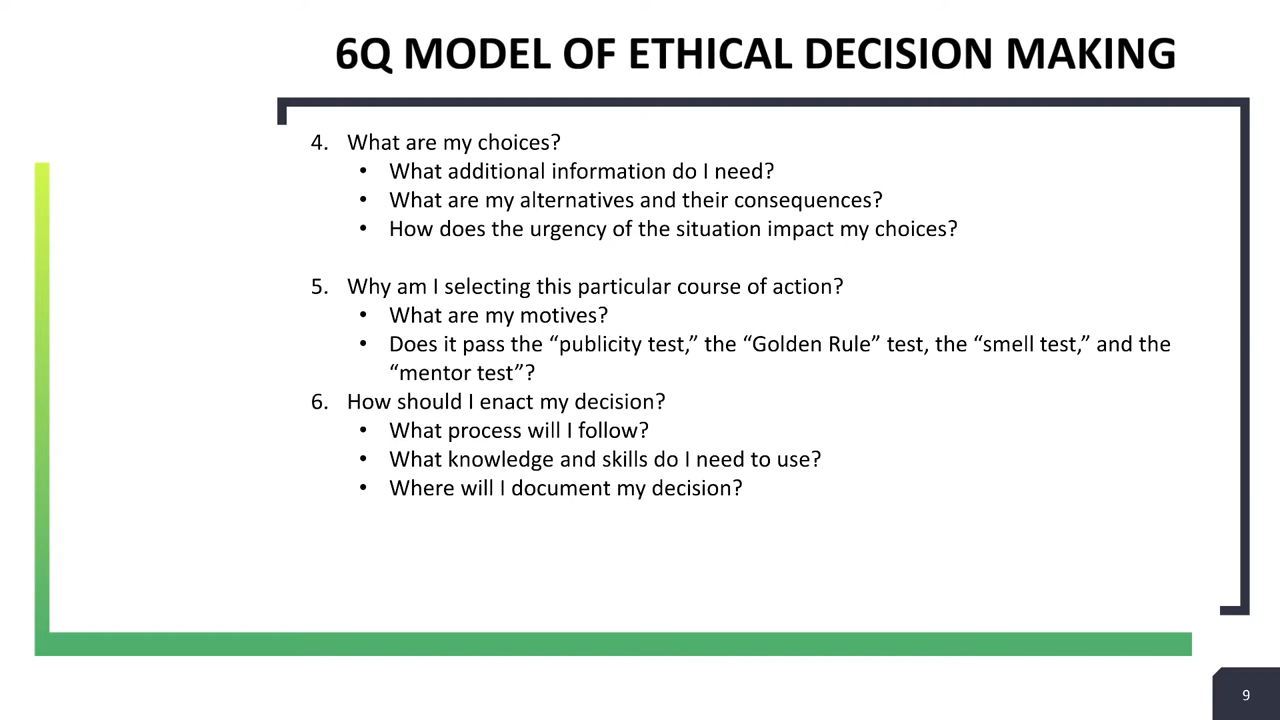 6Q MODEL OF ETHICAL DECISION MAKING
4. What are my choices?
• What additional information do I need?
• What are my alternatives and their consequences?
• How does the urgency of the situation impact my choices?
5. Why am I selecting this particular course of action?
• What are my motives?
• Does it pass the “publicity test,” the “Golden Rule” test, the “smell test,” and the
“mentor test”?
6. How should I enact my decision?
• What process will I follow?
• What knowledge and skills do I need to use?
• Where will I document my decision?
9